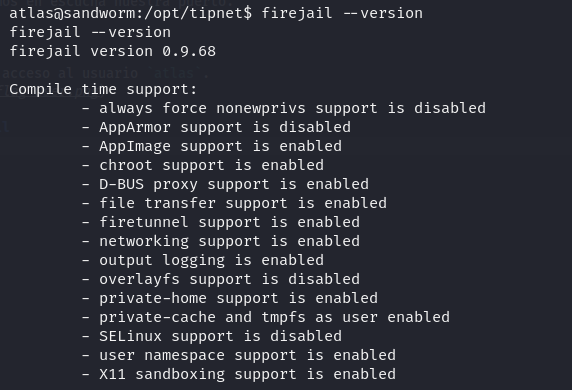 atlas@sandworm:/opt/tipnet$ firejail --version
firejail --version
firejail version 0.9.68
acceso al usuario `atlas`.
Compile time support:
- always force nonewprivs support is disabled
- AppArmor support is disabled
- AppImage support is enabled
- chroot support is enabled
- D-BUS proxy support is enabled
- file transfer support is enabled
- firetunnel support is enabled
- networking support is enabled
- output logging is enabled
- overlayfs support is disabled
- private-home support is enabled
- private-cache and tmpfs as user enabled
- SELinux support is disabled
- user namespace support is enabled
- X11 sandboxing support is enabled